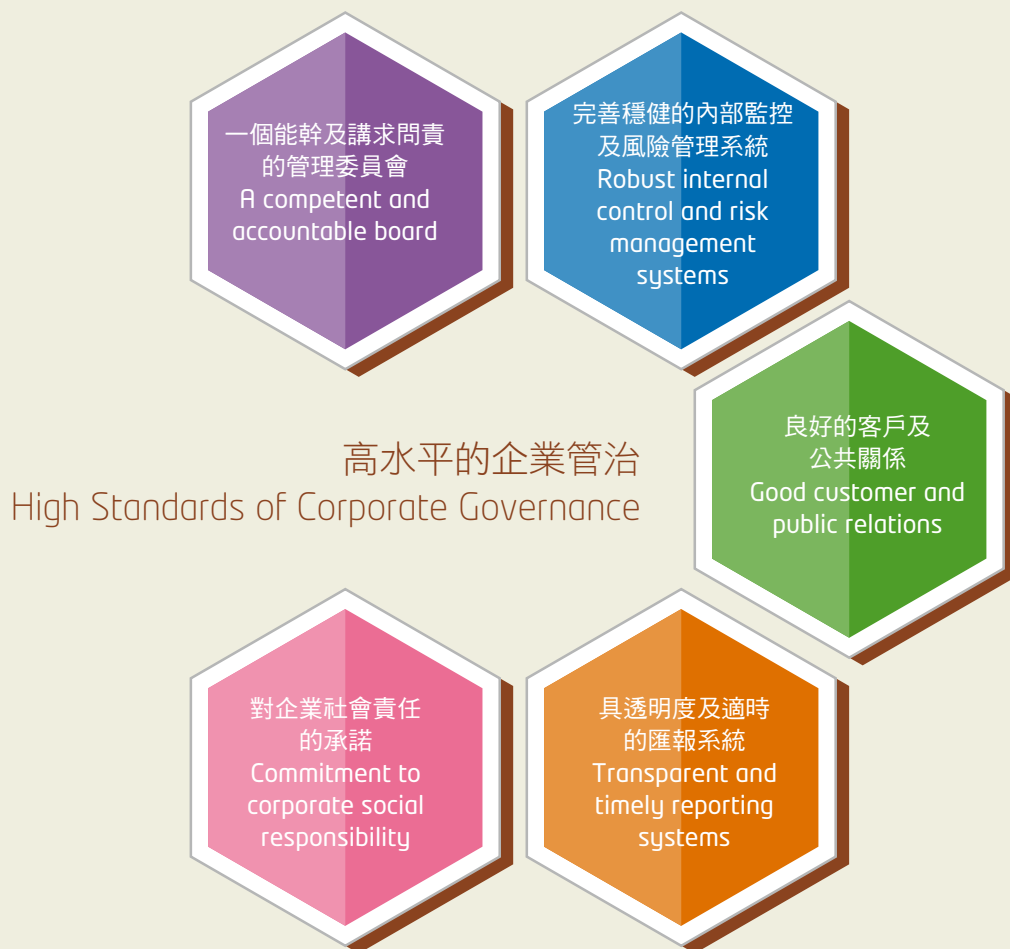 一個能幹及講求問責
的管理委員會
A competent and
accountable board
完善穩健的內部監控
及風險管理系統
Robust internal
control and risk
management
systems
良好的客戶及
公共關係
Good customer and
public relations
高水平的企業管治
High Standards of Corporate Governance
對企業社會責任
的承諾
Commitment to
corporate social
responsibility
具透明度及適時
的匯報系統
Transparent and
timely reporting
systems